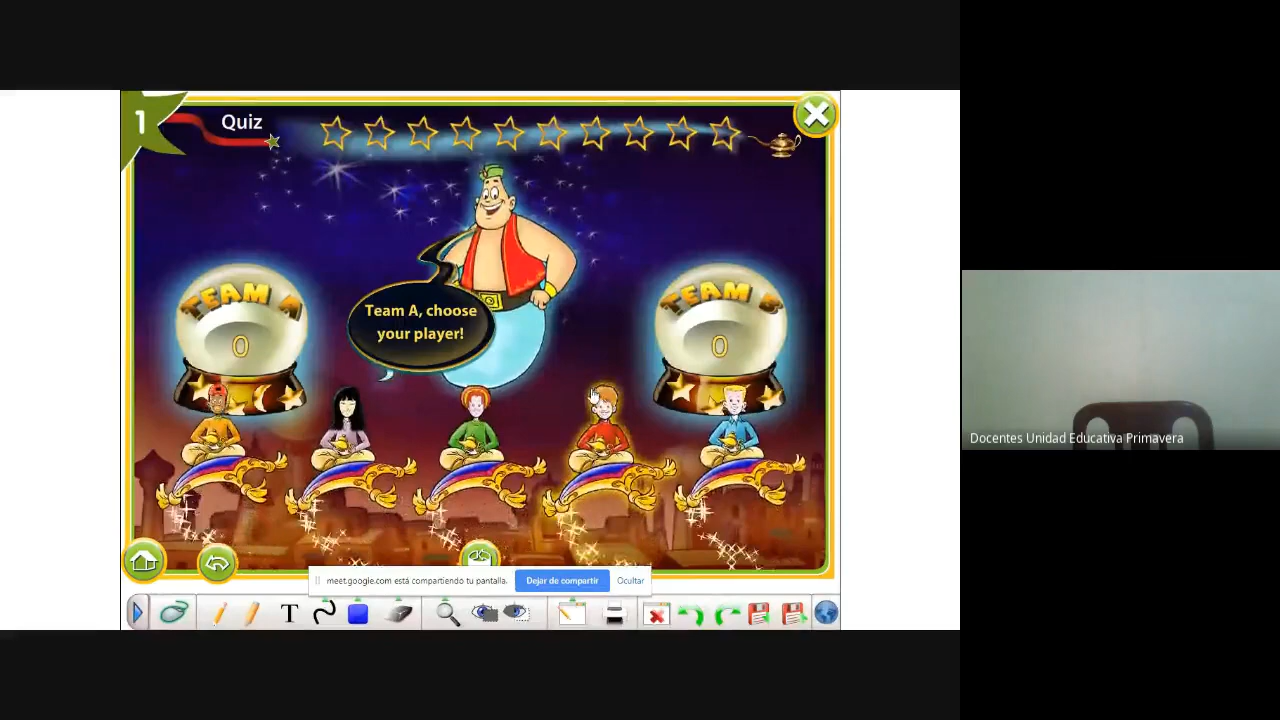 1
Quiz
TEAM A
0
Team A, choose
your player!
TEAM B
0
meet.google.com está compartiendo tu pantalla.
Dejar de compartir
Ocultar
T
Docentes Unidad Educativa Primavera